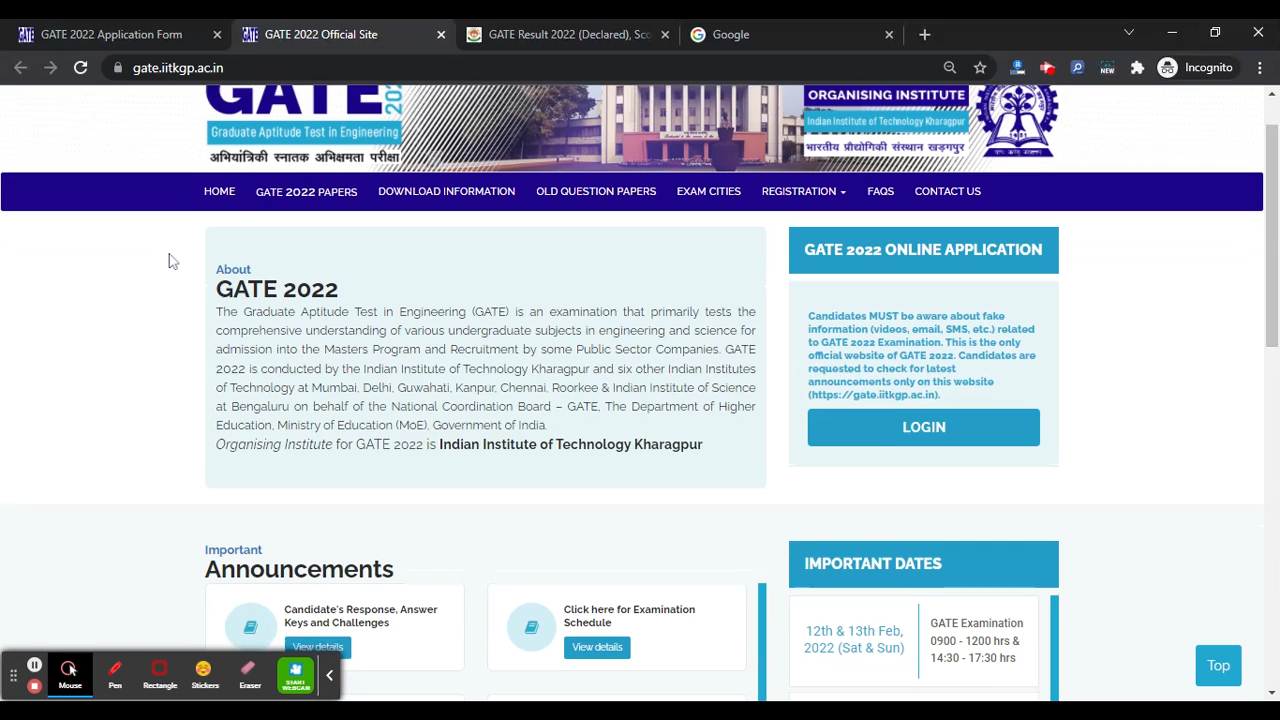 GATE 2022 Application Form
GATE 2022 Official Site
GATE Result 2022 (Declared), Sco
Google
gate.iitkgp.ac.in
NEW
Incognito
GATE 2022
Graduate Aptitude Test in Engineering
अभियांत्रिकी स्नातक अभिक्षमता परीक्षा
ORGANISING INSTITUTE
Indian Institute of Technology Kharagpur
भारतीय प्रौद्योगिकी संस्थान खड़गपुर
HOME GATE 2022 PAPERS DOWNLOAD INFORMATION OLD QUESTION PAPERS EXAM CITIES REGISTRATION FAQS CONTACT US
About
GATE 2022
The Graduate Aptitude Test in Engineering (GATE) is an examination that primarily tests the
comprehensive understanding of various undergraduate subjects in engineering and science for
admission into the Masters Program and Recruitment by some Public Sector Companies. GATE
2022 is conducted by the Indian Institute of Technology Kharagpur and six other Indian Institutes
of Technology at Mumbai, Delhi, Guwahati, Kanpur, Chennai, Roorkee & Indian Institute of Science
at Bengaluru on behalf of the National Coordination Board – GATE, The Department of Higher
Education, Ministry of Education (MoE), Government of India.
Organising Institute for GATE 2022 is Indian Institute of Technology Kharagpur
GATE 2022 ONLINE APPLICATION
Candidates MUST be aware about fake
information (videos, email, SMS, etc.) related
to GATE 2022 Examination. This is the only
official website of GATE 2022. Candidates are
requested to check for latest
announcements only on this website
(https://gate.iitkgp.ac.in).
LOGIN
Important
Announcements
Candidate's Response, Answer
Keys and Challenges
View details
Click here for Examination
Schedule
View details
IMPORTANT DATES
12th & 13th Feb,
2022 (Sat & Sun)
GATE Examination
0900 - 1200 hrs &
14:30 - 17:30 hrs
Top
Mouse
Pen
Rectangle
Stickers
Eraser
START
WEBCAM